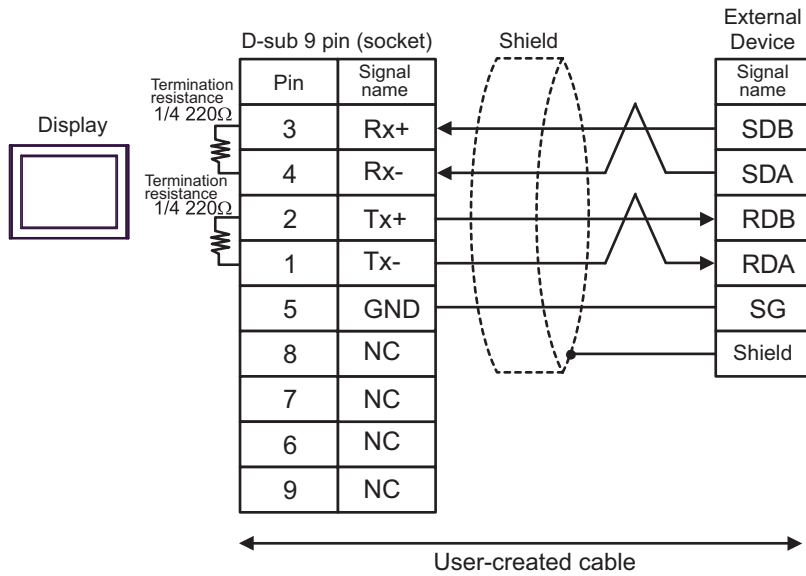 External
D-sub 9 pin (socket) Shield Device
Pin Signal name Signal name
Termination resistance 1/4 220Ω
Display
3 Rx+ SDB
4 Rx- SDA
Termination resistance 1/4 220Ω
2 Tx+ RDB
1 Tx- RDA
5 GND SG
8 NC Shield
7 NC
6 NC
9 NC
User-created cable